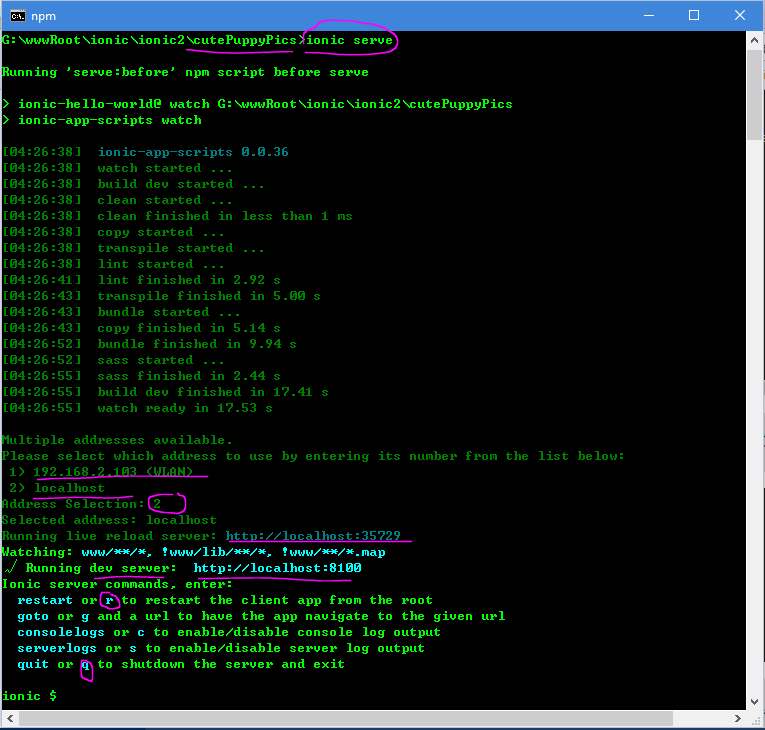 npm
G:\wwwRoot\ionic\ionic2\cutePuppyPics>ionic serve
Running 'serve:before' npm script before serve
> ionic-hello-world@ watch G:\wwwRoot\ionic\ionic2\cutePuppyPics
> ionic-app-scripts watch
[04:26:38]  ionic-app-scripts 0.0.36
[04:26:38]  watch started ...
[04:26:38]  build dev started ...
[04:26:38]  clean started ...
[04:26:38]  clean finished in less than 1 ms
[04:26:38]  copy started ...
[04:26:38]  transpile started ...
[04:26:38]  lint started ...
[04:26:41]  lint finished in 2.92 s
[04:26:43]  transpile finished in 5.00 s
[04:26:43]  bundle started ...
[04:26:43]  copy finished in 5.14 s
[04:26:52]  bundle finished in 9.94 s
[04:26:52]  sass started ...
[04:26:55]  sass finished in 2.44 s
[04:26:55]  build dev finished in 17.41 s
[04:26:55]  watch ready in 17.53 s
Multiple addresses available.
Please select which address to use by entering its number from the list below:
1) 192.168.2.103 (WLAN)
2) localhost
Address Selection: 2
Selected address: localhost
Running live reload server: http://localhost:35729
Watching: www/**/*, !www/lib/**/*, !www/**/*.map
√ Running dev server:  http://localhost:8100
Ionic server commands, enter:
restart or r to restart the client app from the root
goto or g and a url to have the app navigate to the given url
consolelogs or c to enable/disable console log output
serverlogs or s to enable/disable server log output
quit or q to shutdown the server and exit
ionic $